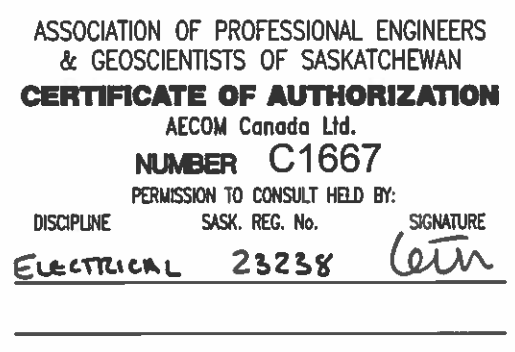 ASSOCIATION OF PROFESSIONAL ENGINEERS
& GEOSCIENTISTS OF SASKATCHEWAN
CERTIFICATE OF AUTHORIZATION
AECOM Canada Ltd.
NUMBER C1667
PERMISSION TO CONSULT HELD BY:
DISCIPLINE SASK. REG. No. SIGNATURE
ELECTRICAL 23238